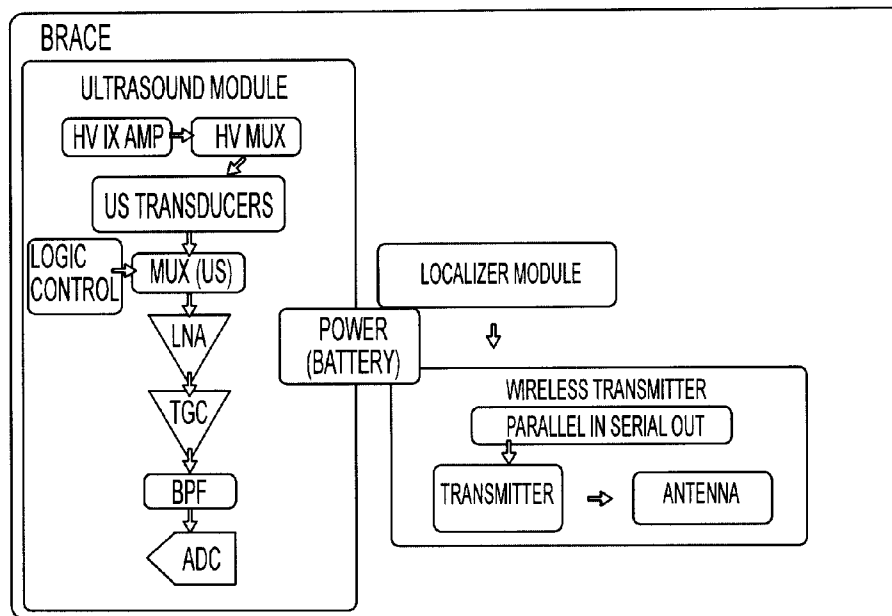 BRACE
ULTRASOUND MODULE
HV IX AMP
HV MUX
US TRANSDUCERS
LOGIC
CONTROL
MUX (US)
LNA
TGC
BPF
ADC
LOCALIZER MODULE
POWER
(BATTERY)
WIRELESS TRANSMITTER
PARALLEL IN SERIAL OUT
TRANSMITTER
ANTENNA